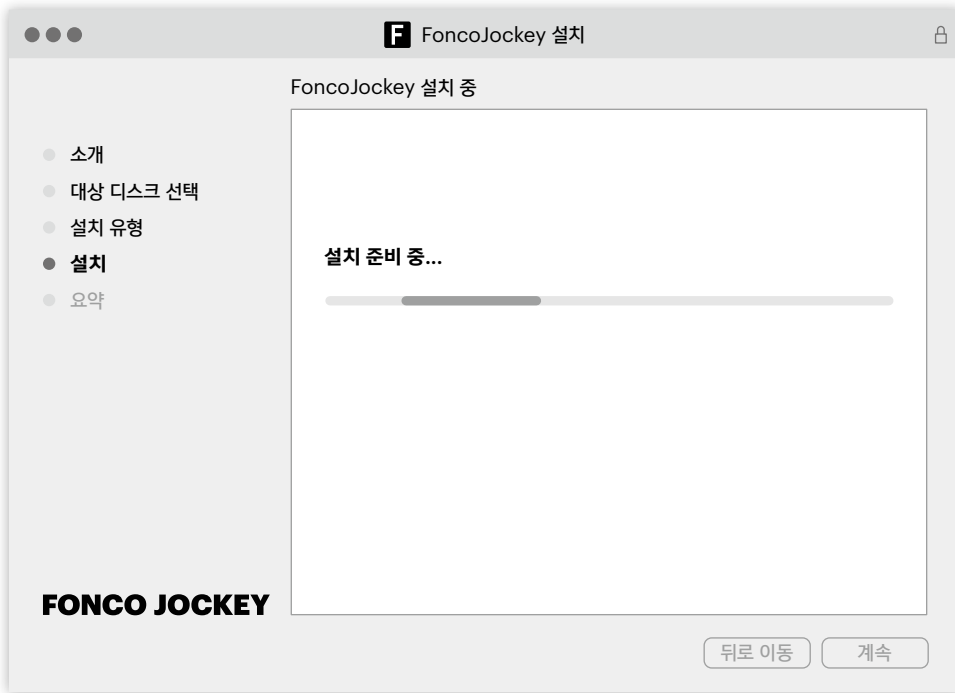 F FoncoJockey 설치
FoncoJockey 설치 중
소개
대상 디스크 선택
설치 유형
설치
요약
설치 준비 중...
FONCO JOCKEY
뒤로 이동
계속